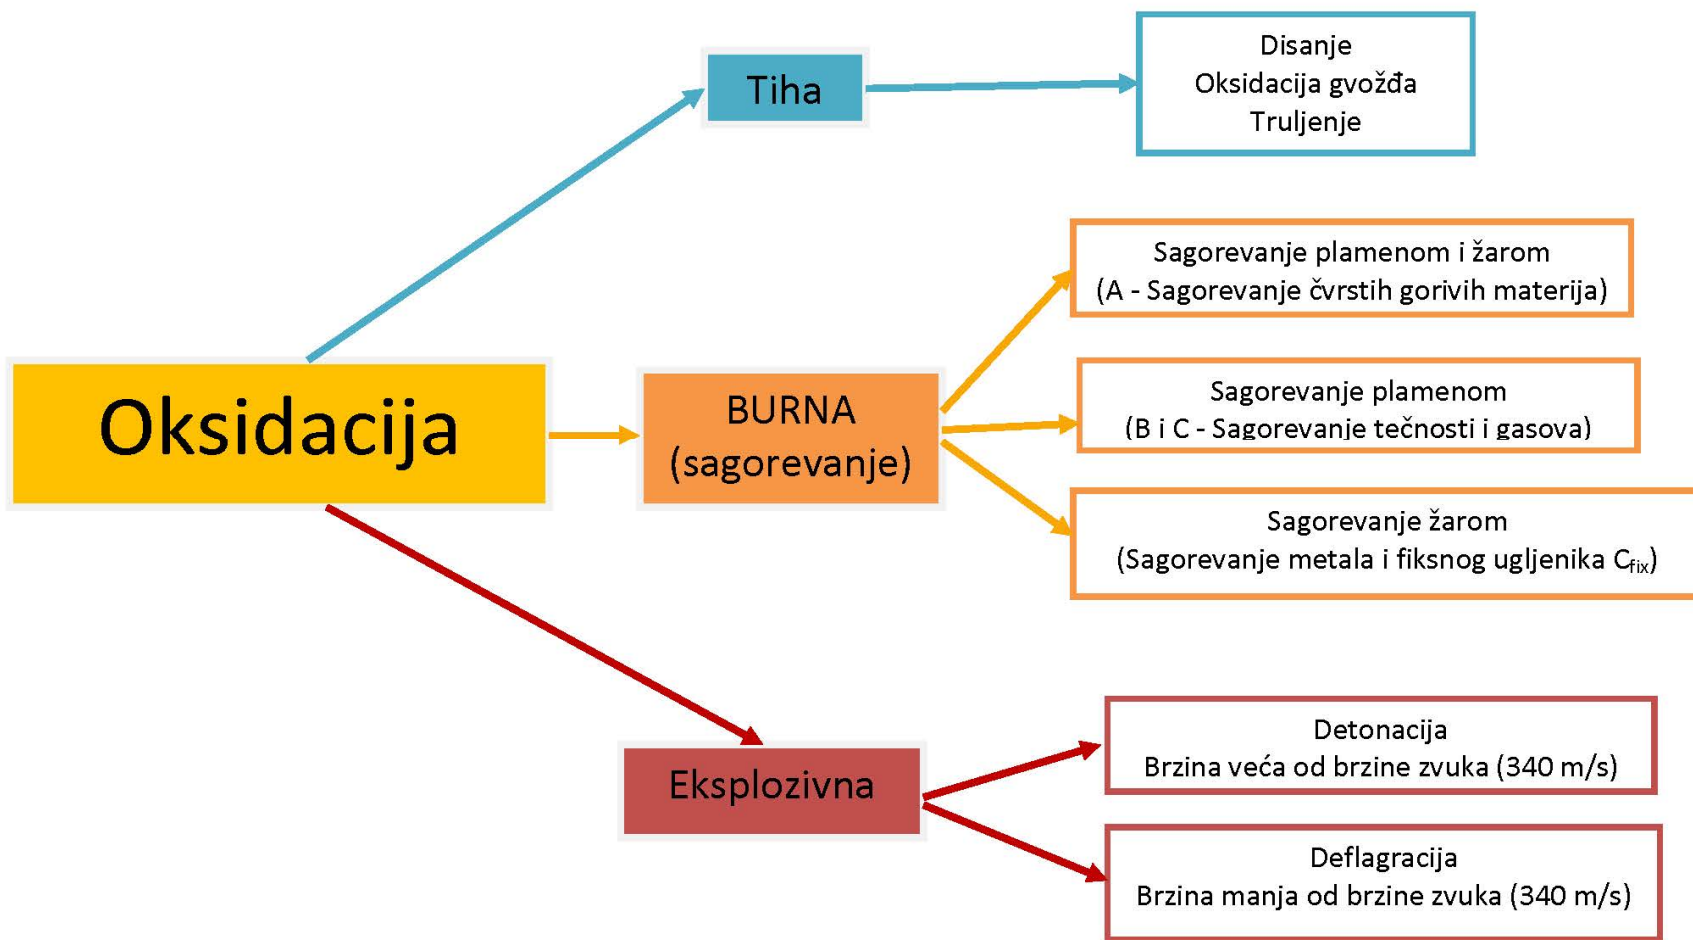 Oksidacija
Tiha
Disanje
Oksidacija gvožđa
Truljenje
BURNA
(sagorevanje)
Sagorevanje plamenom i žarom
(A - Sagorevanje čvrstih gorivih materija)
Sagorevanje plamenom
(B i C - Sagorevanje tečnosti i gasova)
Sagorevanje žarom
(Sagorevanje metala i fiksnog ugljenika Cfix)
Eksplozivna
Detonacija
Brzina veća od brzine zvuka (340 m/s)
Deflagracija
Brzina manja od brzine zvuka (340 m/s)